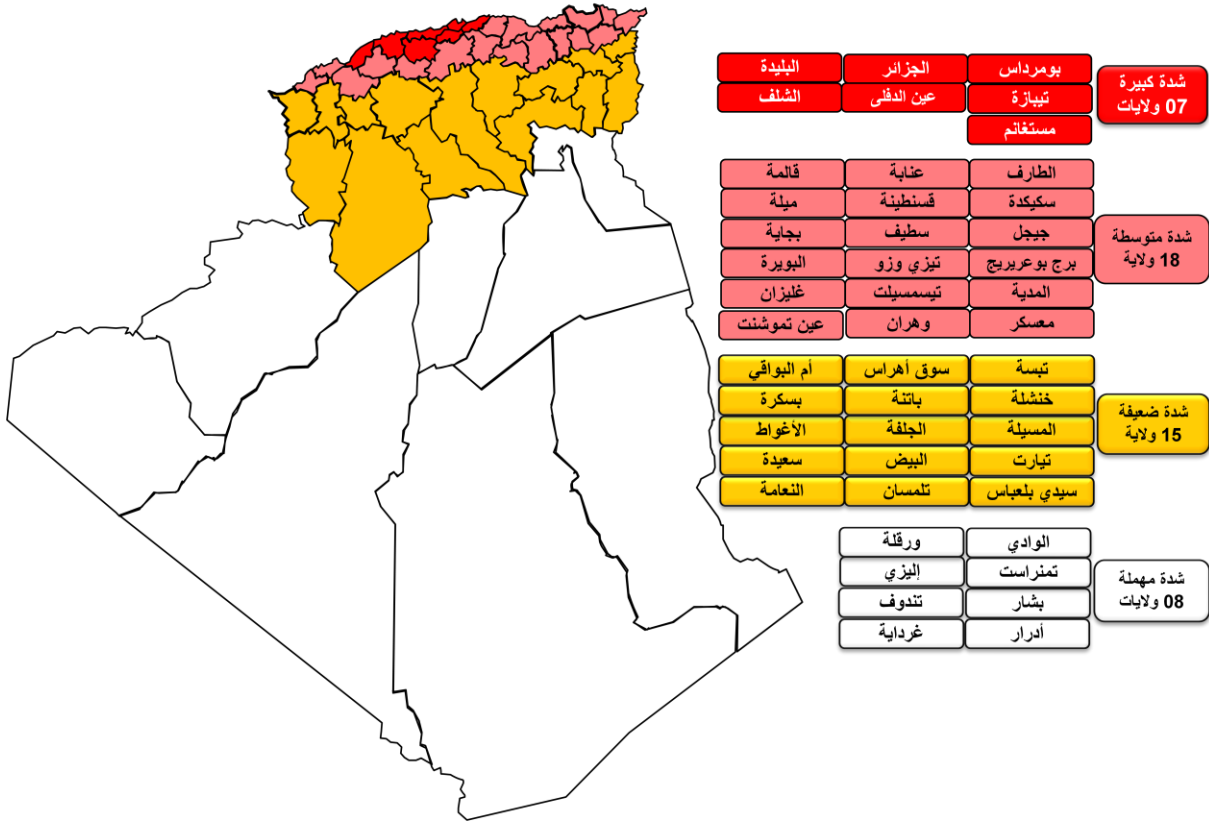 شدة كبيرة
07 ولايات
بومرداس الجزائر البليدة
تيبازة عين الدفلى الشلف
مستغانم
شدة متوسطة
18 ولاية
الطارف عنابة قالمة
سكيكدة قسنطينة ميلة
جيجل سطيف بجاية
برج بوعريريج تيزي وزو البويرة
المدية تيسمسيلت غليزان
معسكر وهران عين تموشنت
شدة ضعيفة
15 ولاية
تبسة سوق أهراس أم البواقي
خنشلة باتنة بسكرة
المسيلة الجلفة الأغواط
تيارت البيض سعيدة
سيدي بلعباس تلمسان النعامة
شدة مهملة
08 ولايات
الوادي ورقلة
تمنراست إليزي
بشار تندوف
أدرار غرداية